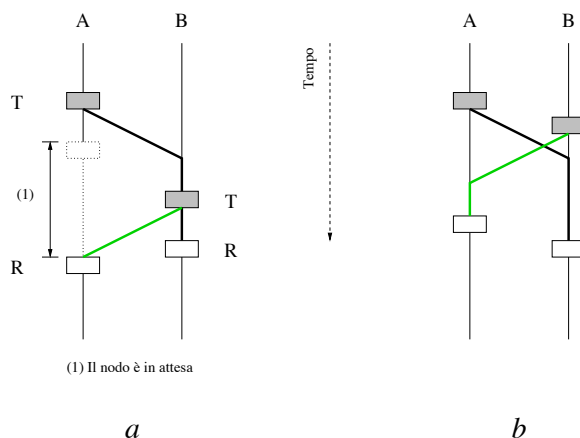 A B B
A
Tempo
T
(1)
T
R
R
(1) Il nodo è in attesa
a b